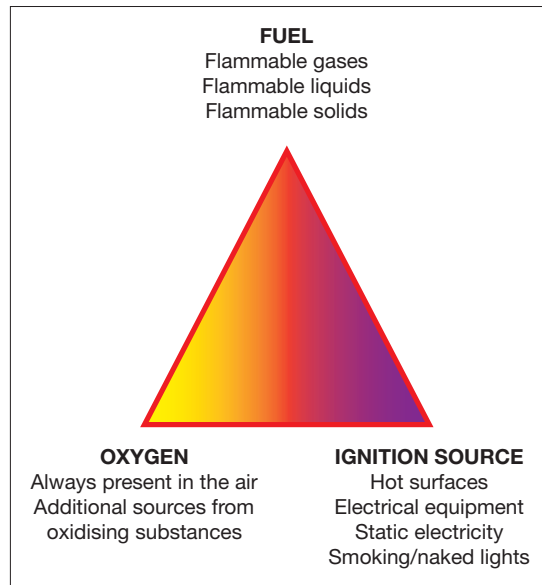 FUEL
Flammable gases
Flammable liquids
Flammable solids
OXYGEN
Always present in the air
Additional sources from
oxidising substances
IGNITION SOURCE
Hot surfaces
Electrical equipment
Static electricity
Smoking/naked lights